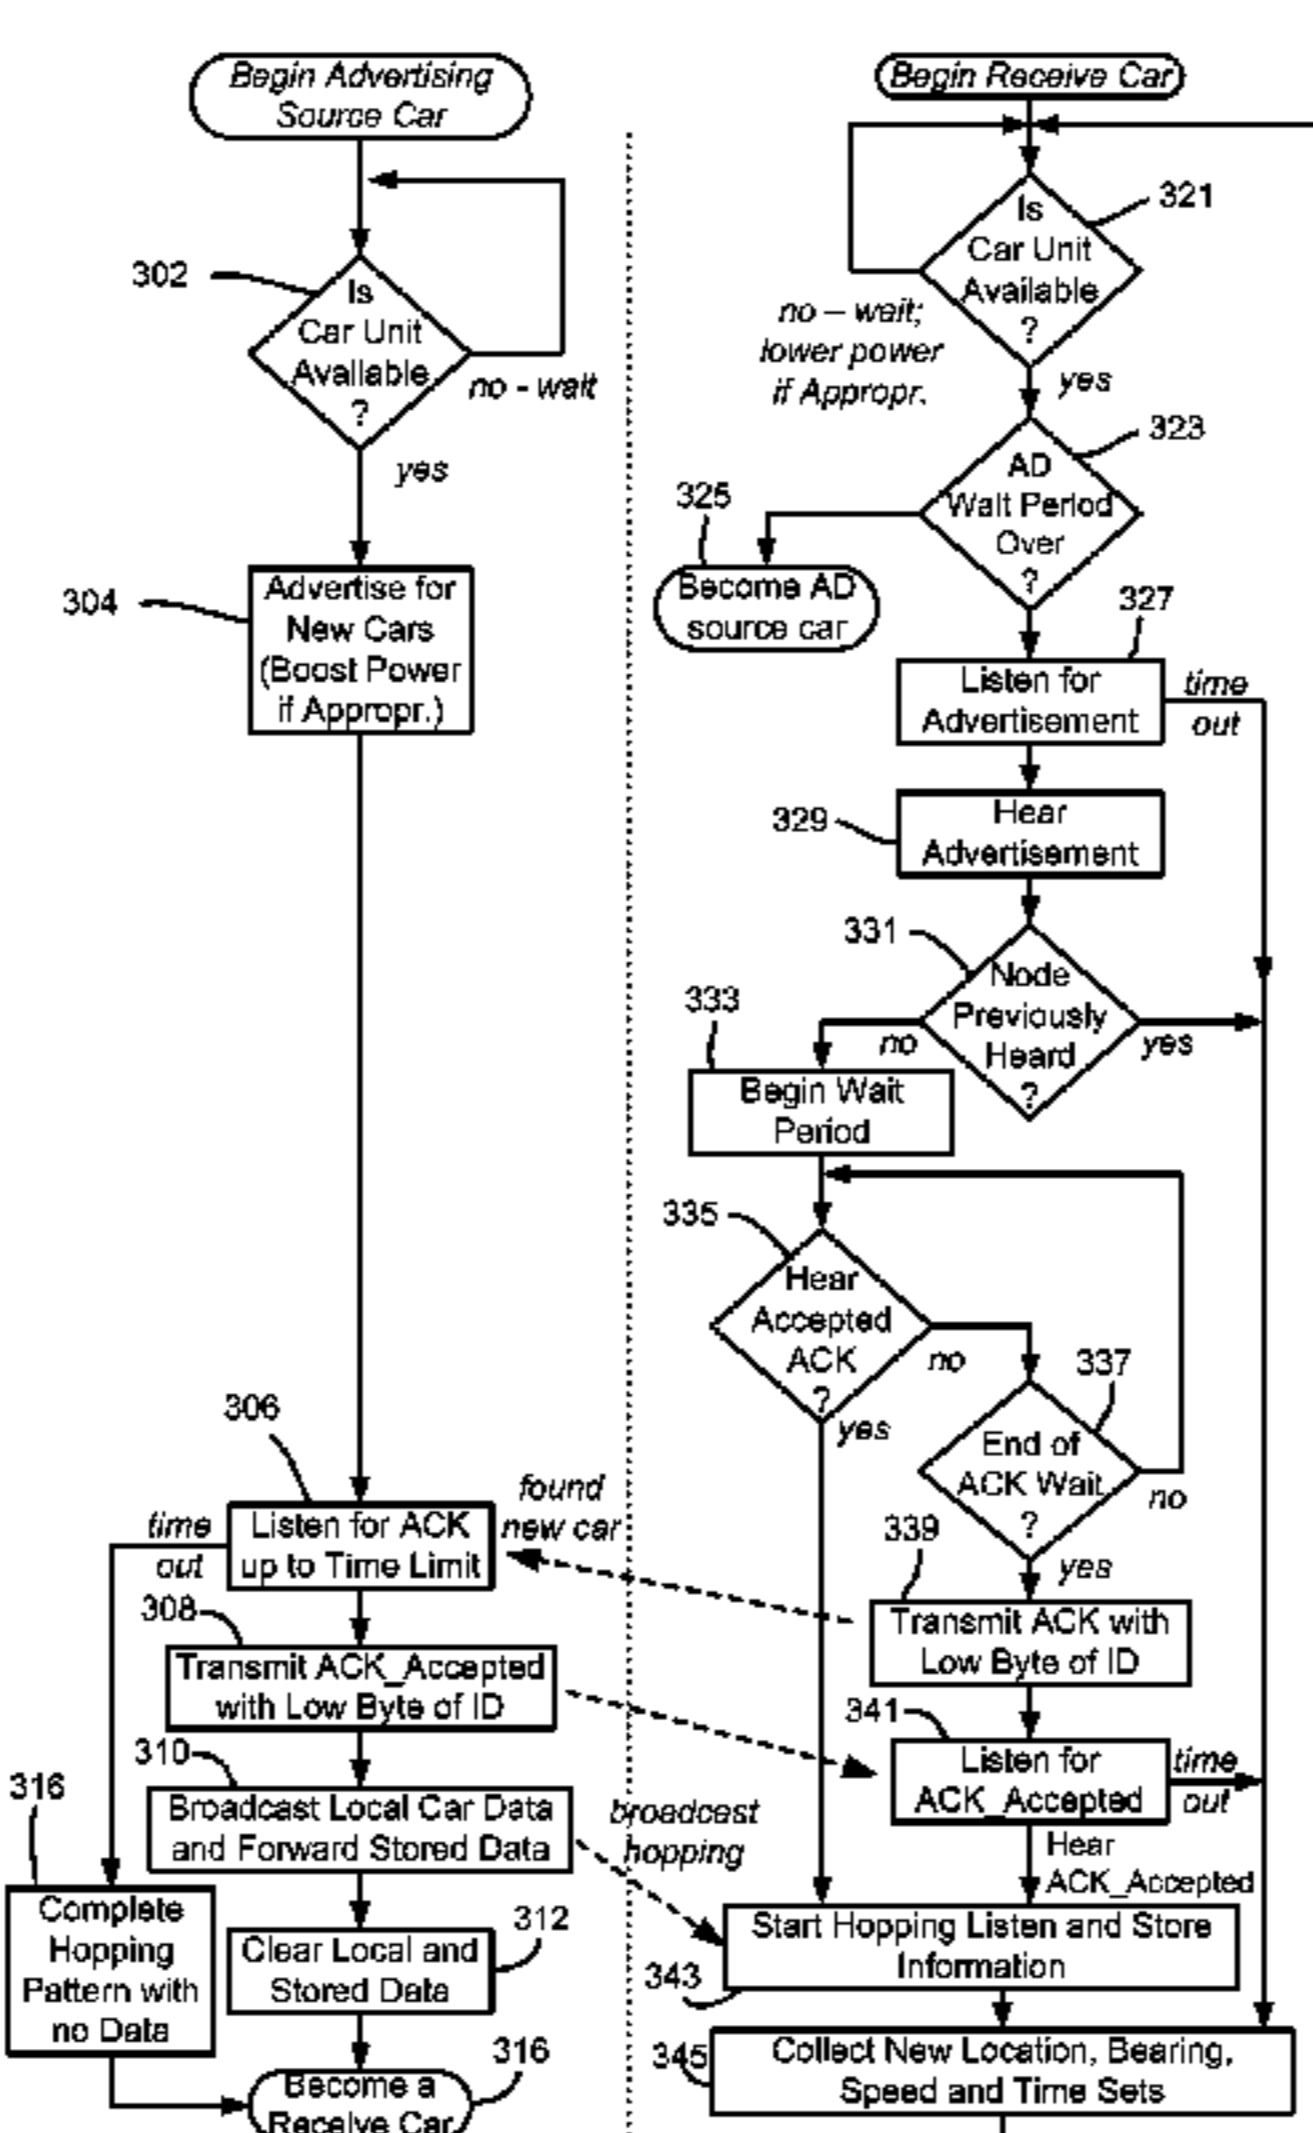 Begin Advertising
Source Car
302
Is
Car Unit
Available
?
no - wait
yes
304
Advertise for
New Cars
(Boost Power
if Appropr.)
306
time
out
Listen for ACK
up to Time Limit
found
new car
308
Transmit ACK_Accepted
with Low Byte of ID
310
Broadcast Local Car Data
and Forward Stored Data
broadcast
hopping
316
Complete
Hopping
Pattern with
no Data
312
Clear Local and
Stored Data
316
Become a
Receive Car
Begin Receive Car
321
Is
Car Unit
Available
?
no – wait;
lower power
if Appropr.
yes
323
AD
Wait Period
Over
?
325
Become AD
source car
327
Listen for
Advertisement
time
out
329
Hear
Advertisement
331
Node
Previously
Heard
?
no
yes
333
Begin Wait
Period
335
Hear
Accepted
ACK
?
no
yes
337
End of
ACK Wait
?
no
yes
339
Transmit ACK with
Low Byte of ID
341
Listen for
ACK_Accepted
time
out
Hear
ACK_Accepted
Start Hopping Listen and Store
Information
343
345
Collect New Location, Bearing,
Speed and Time Sets